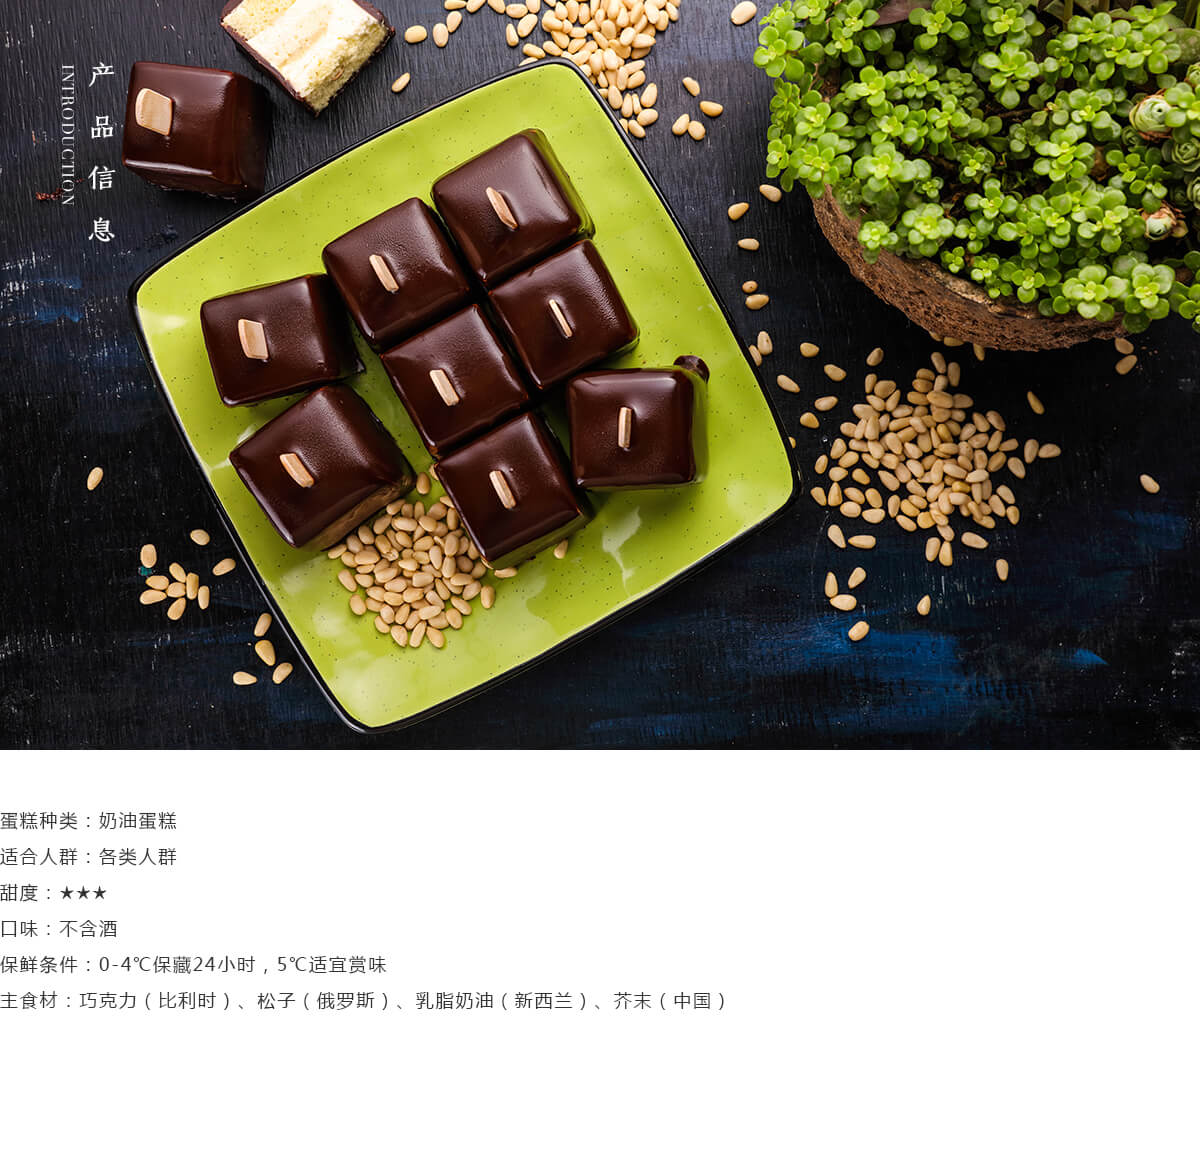 产品信息
INTRODUCTION
蛋糕种类：奶油蛋糕
适合人群：各类人群
甜度：★★★
口味：不含酒
保鲜条件：0-4℃保藏24小时，5℃适宜赏味
主食材：巧克力（比利时）、松子（俄罗斯）、乳脂奶油（新西兰）、芥末（中国）